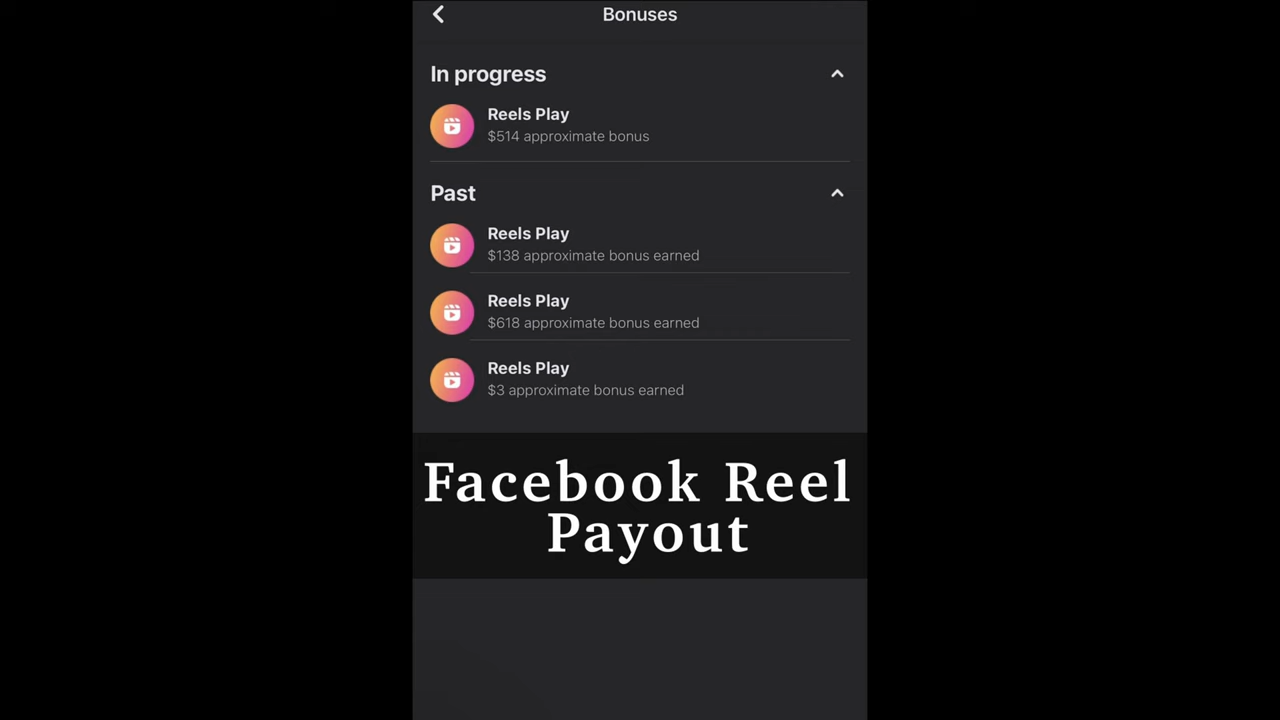 Bonuses
In progress
Reels Play
$514 approximate bonus
Past
Reels Play
$138 approximate bonus earned
Reels Play
$618 approximate bonus earned
Reels Play
$3 approximate bonus earned
Facebook Reel
Payout